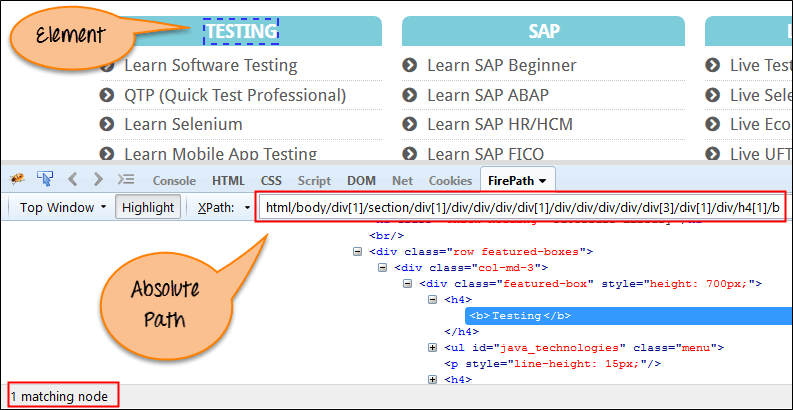 Element
TESTING
SAP
Learn Software Testing
Learn SAP Beginner
Live Test
QTP (Quick Test Professional)
Learn SAP ABAP
Live Sele
Learn Selenium
Learn SAP HR/HCM
Live Eco
Learn Mobile App Testing
Learn SAP FICO
Live UFT
Console HTML CSS Script DOM Net Cookies FirePath
Top Window Highlight XPath: html/body/div[1]/section/div[1]/div/div/div/div[1]/div/div/div/div/div[3]/div[1]/div/h4[1]/b
<br/>
<div class="row featured-boxes">
<div class="col-md-3">
<div class="featured-box" style="height: 700px;">
<h4>
<b>Testing</b>
</h4>
<ul id="java_technologies" class="menu">
<p style="line-height: 15px;"/>
<h4>
Absolute
Path
1 matching node